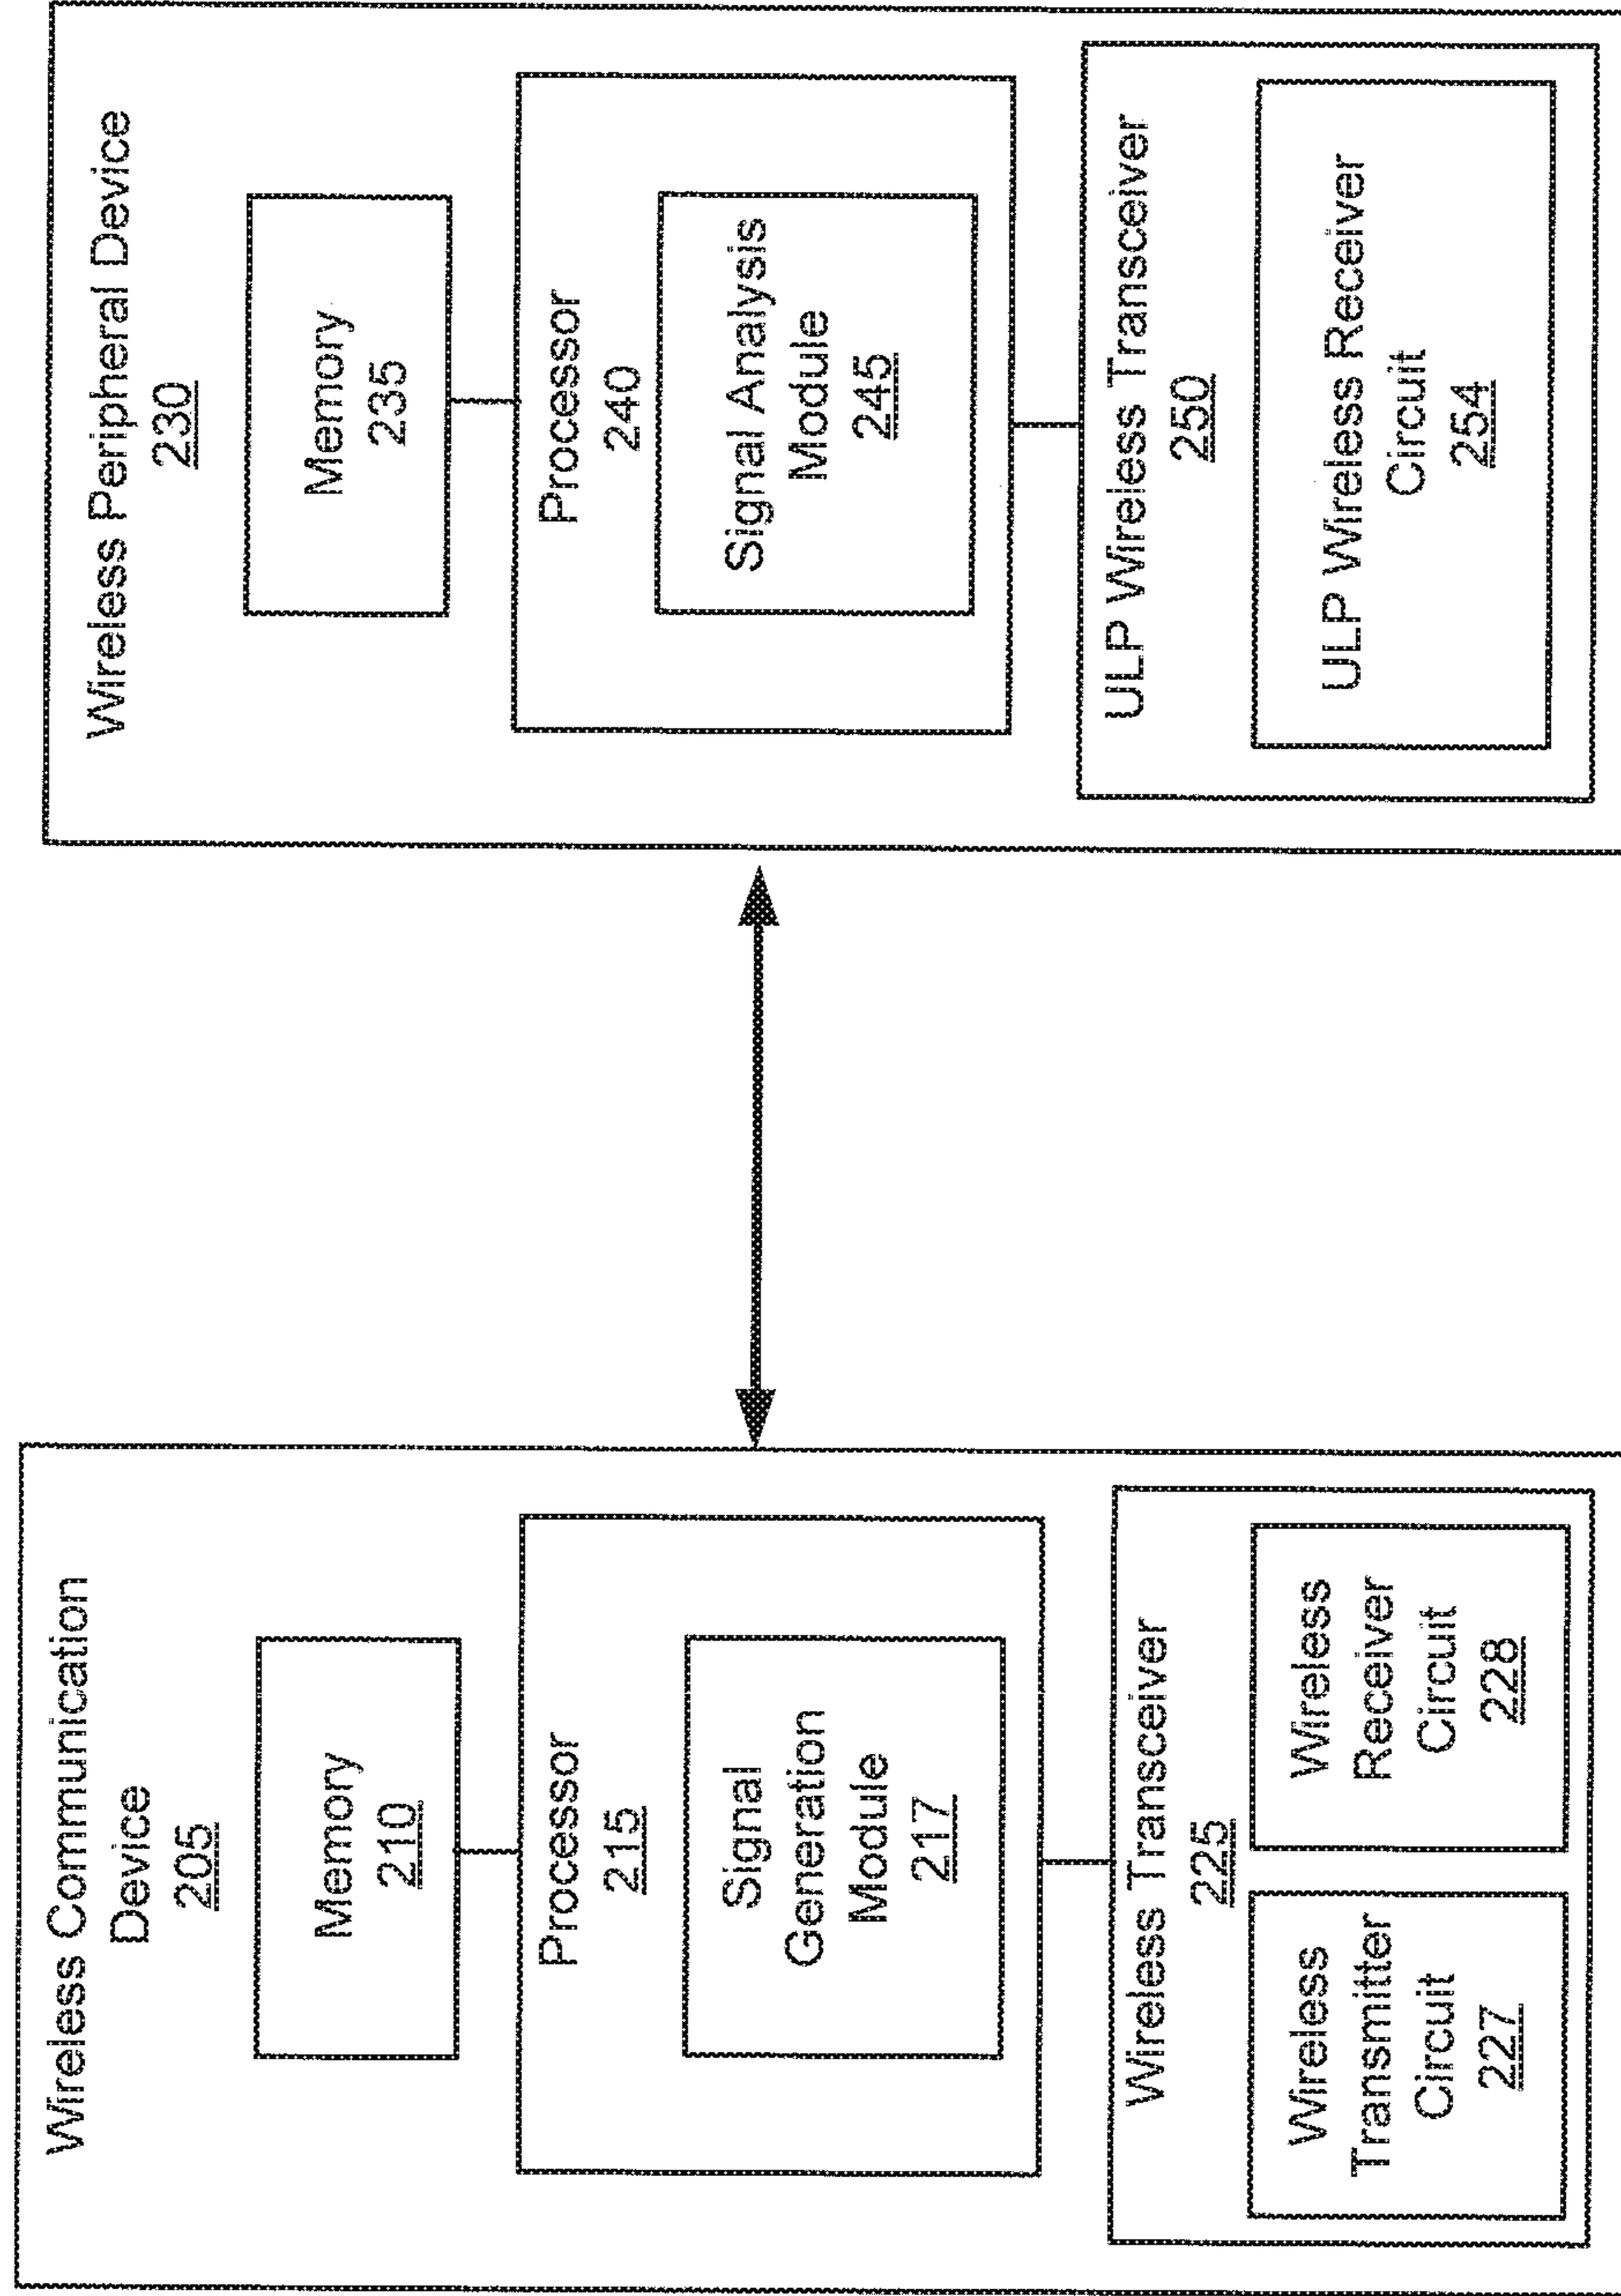 Wireless Communication
Device
205
Memory
210
Processor
215
Signal
Generation
Module
217
Wireless Transceiver
225
Wireless
Transmitter
Circuit
227
Wireless
Receiver
Circuit
228
Wireless Peripheral Device
230
Memory
235
Processor
240
Signal Analysis
Module
245
ULP Wireless Transceiver
250
ULP Wireless Receiver
Circuit
254